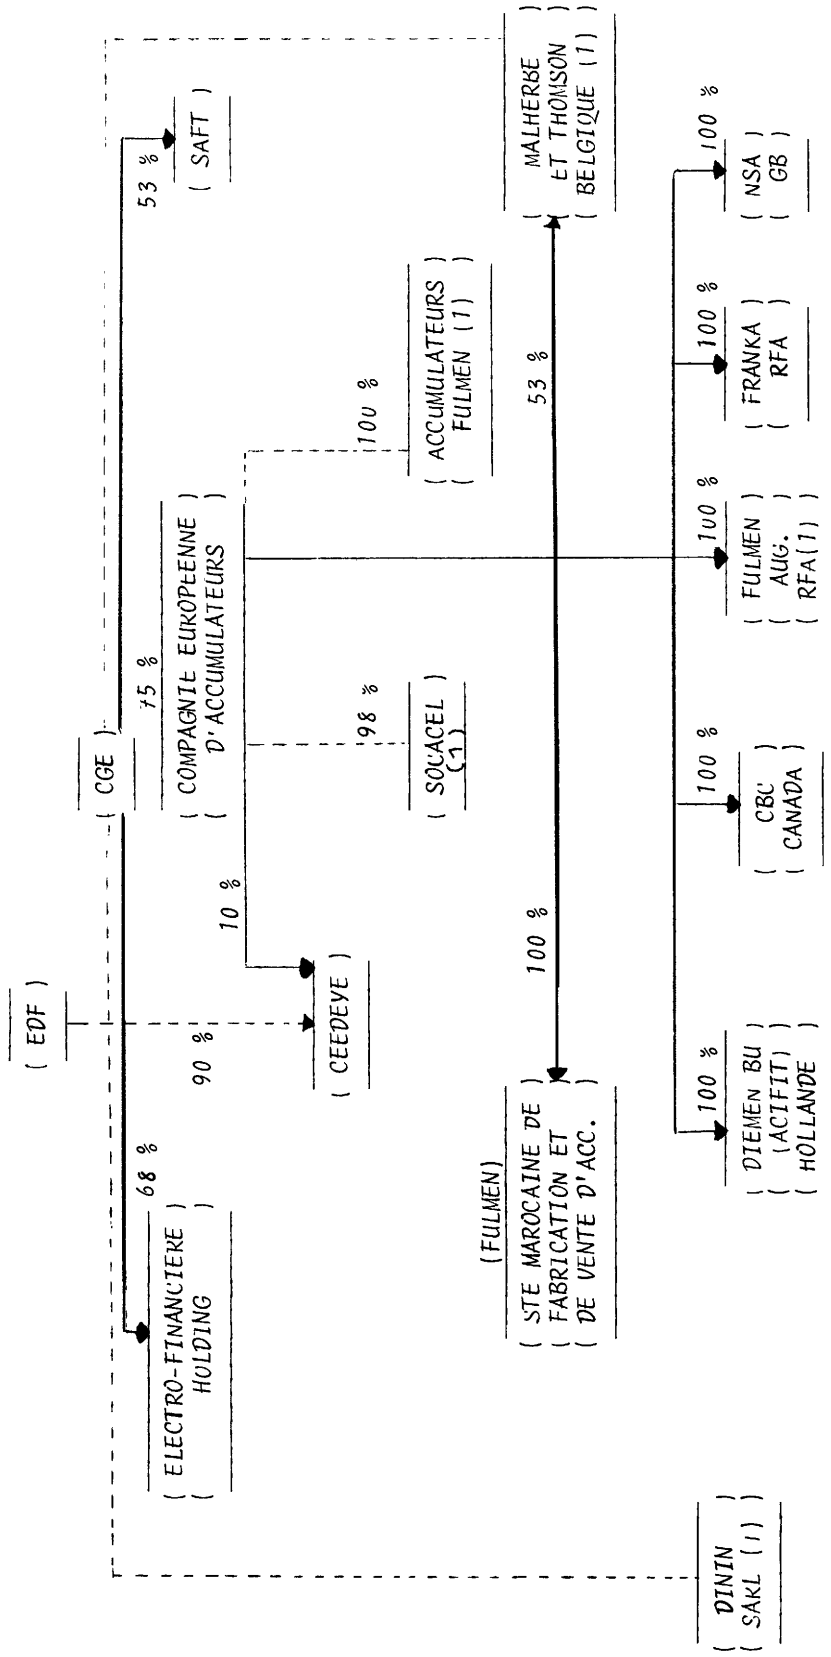 ( EDF )
( CGE )
68 %
75 %
53 %
( ELECTRO-FINANCIERE )
( HOLDING )
90 %
10 %
( COMPAGNIE EUROPEENNE )
( D'ACCUMULATEURS )
( SAFT )
( CEEDEYE )
98 %
100 %
( SOCACEL )
(1)
( ACCUMULATEURS )
( FULMEN (1) )
(FULMEN)
( STE MAROCAINE DE )
( FABRICATION ET )
( DE VENTE D'ACC. )
100 %
53 %
( MALHERBE )
( ET THOMSON )
( BELGIQUE (1) )
100 %
100 %
100 %
100 %
100 %
( DININ )
( SARL (1) )
( DIEMEN BU )
( (ACIFIT) )
( HOLLANDE )
( CBC )
( CANADA )
( FULMEN )
( AUG. )
( RFA(1) )
( FRANKA )
( RFA )
( NSA )
( GB )